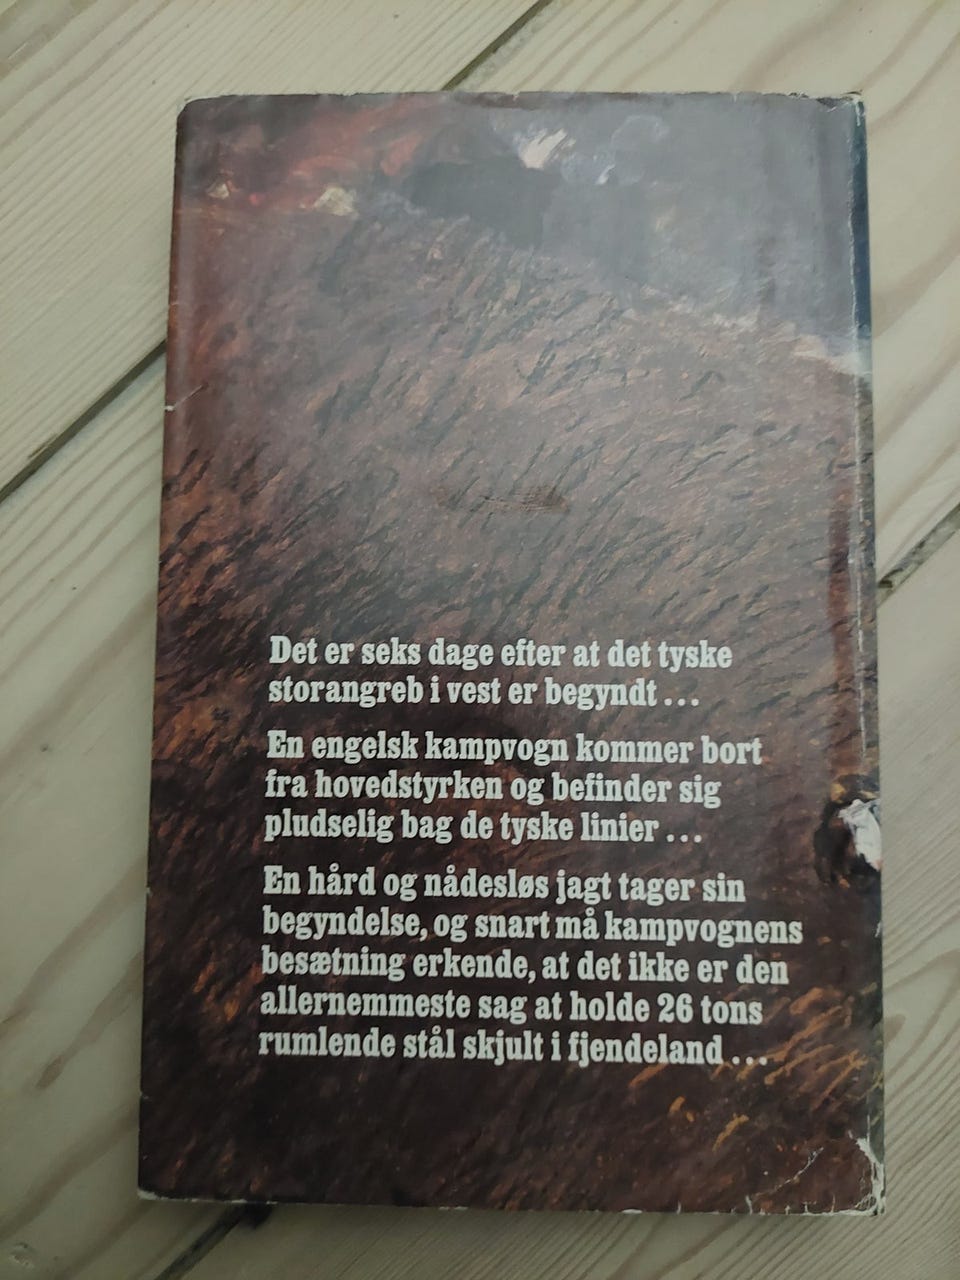 Det er seks dage efter at det tyske
storangreb i vest er begyndt ...
En engelsk kampvogn kommer bort
fra hovedstyrken og befinder sig
pludselig bag de tyske linier ...
En hård og nådesløs jagt tager sin
begyndelse, og snart må kampvognens
besætning erkende, at det ikke er den
allernemmeste sag at holde 26 tons
rumlende stål skjult i fjendeland ...